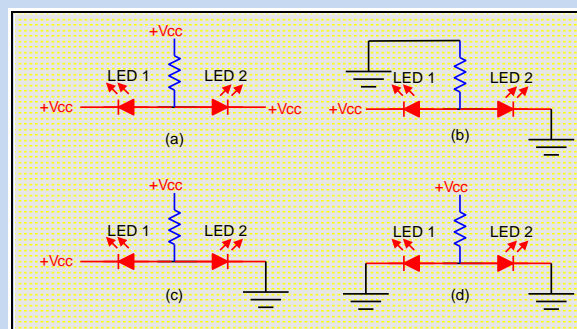 +Vcc
LED 1 LED 2
+Vcc +Vcc
(a)
LED 1 LED 2
+Vcc
(b)
+Vcc
LED 1 LED 2
+Vcc
(c)
+Vcc
LED 1 LED 2
(d)